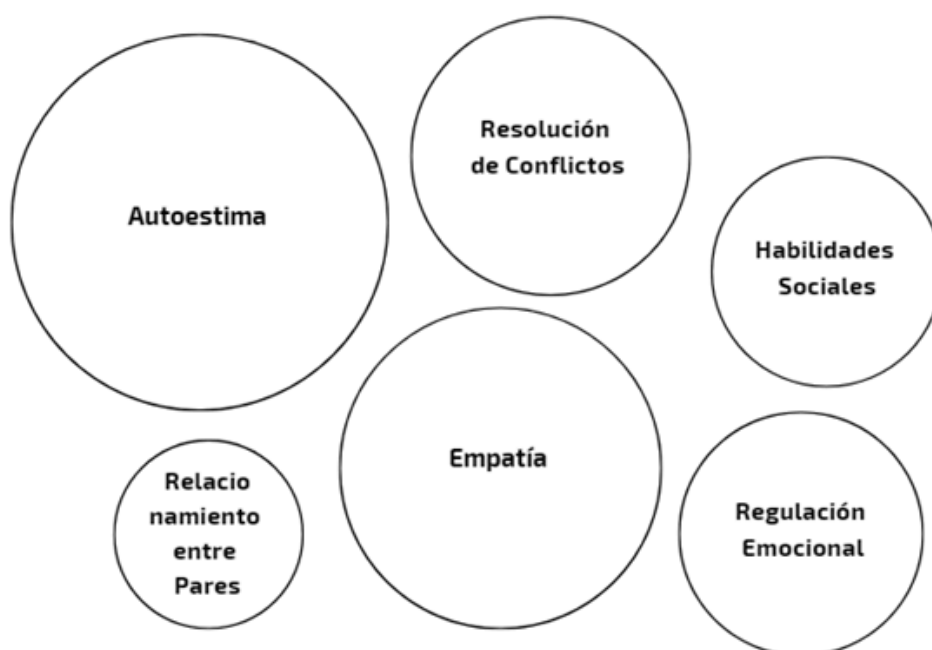 Autoestima
Resolución
de Conflictos
Habilidades
Sociales
Relacio
namiento
entre
Pares
Empatía
Regulación
Emocional